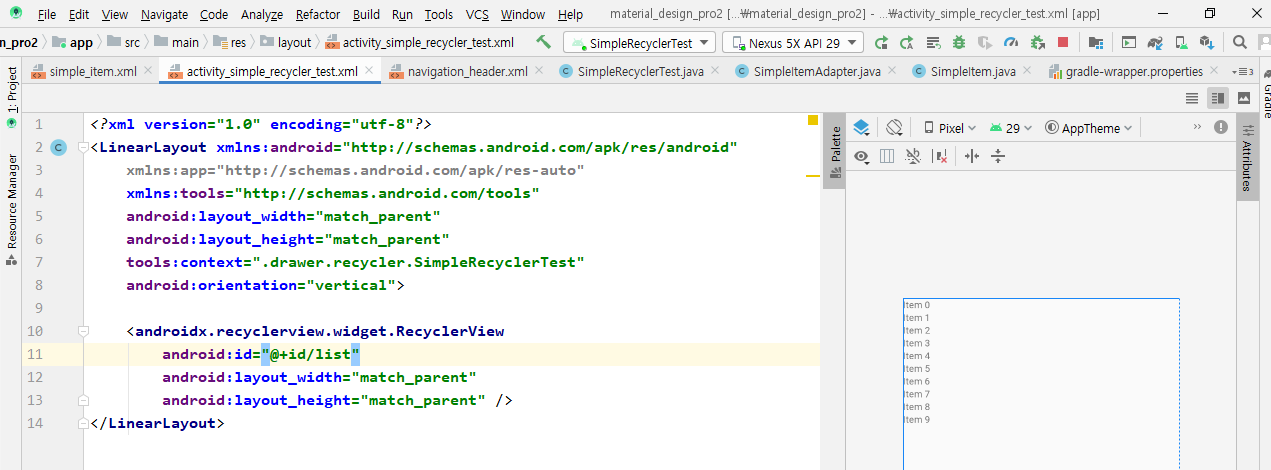 File Edit View Navigate Code Analyze Refactor Build Run Tools VCS Window Help material_design_pro2 [...₩material_design_pro2] - ...₩activity_simple_recycler_test.xml [app]
n_pro2 app src main res layout activity_simple_recycler_test.xml SimpleRecyclerTest Nexus 5X API 29
simple_item.xml activity_simple_recycler_test.xml navigation_header.xml SimpleRecyclerTest.java SimpleItemAdapter.java SimpleItem.java gradle-wrapper.properties 3
1: Project
Resource Manager
1 <?xml version="1.0" encoding="utf-8"?>
2 <LinearLayout xmlns:android="http://schemas.android.com/apk/res/android"
3 xmlns:app="http://schemas.android.com/apk/res-auto"
4 xmlns:tools="http://schemas.android.com/tools"
5 android:layout_width="match_parent"
6 android:layout_height="match_parent"
7 tools:context=".drawer.recycler.SimpleRecyclerTest"
8 android:orientation="vertical">
9
10 <androidx.recyclerview.widget.RecyclerView
11 android:id="@+id/list"
12 android:layout_width="match_parent"
13 android:layout_height="match_parent" />
14 </LinearLayout>
Palette
Pixel 29 AppTheme »
Item 0
Item 1
Item 2
Item 3
Item 4
Item 5
Item 6
Item 7
Item 8
Item 9
Gradle
Attributes